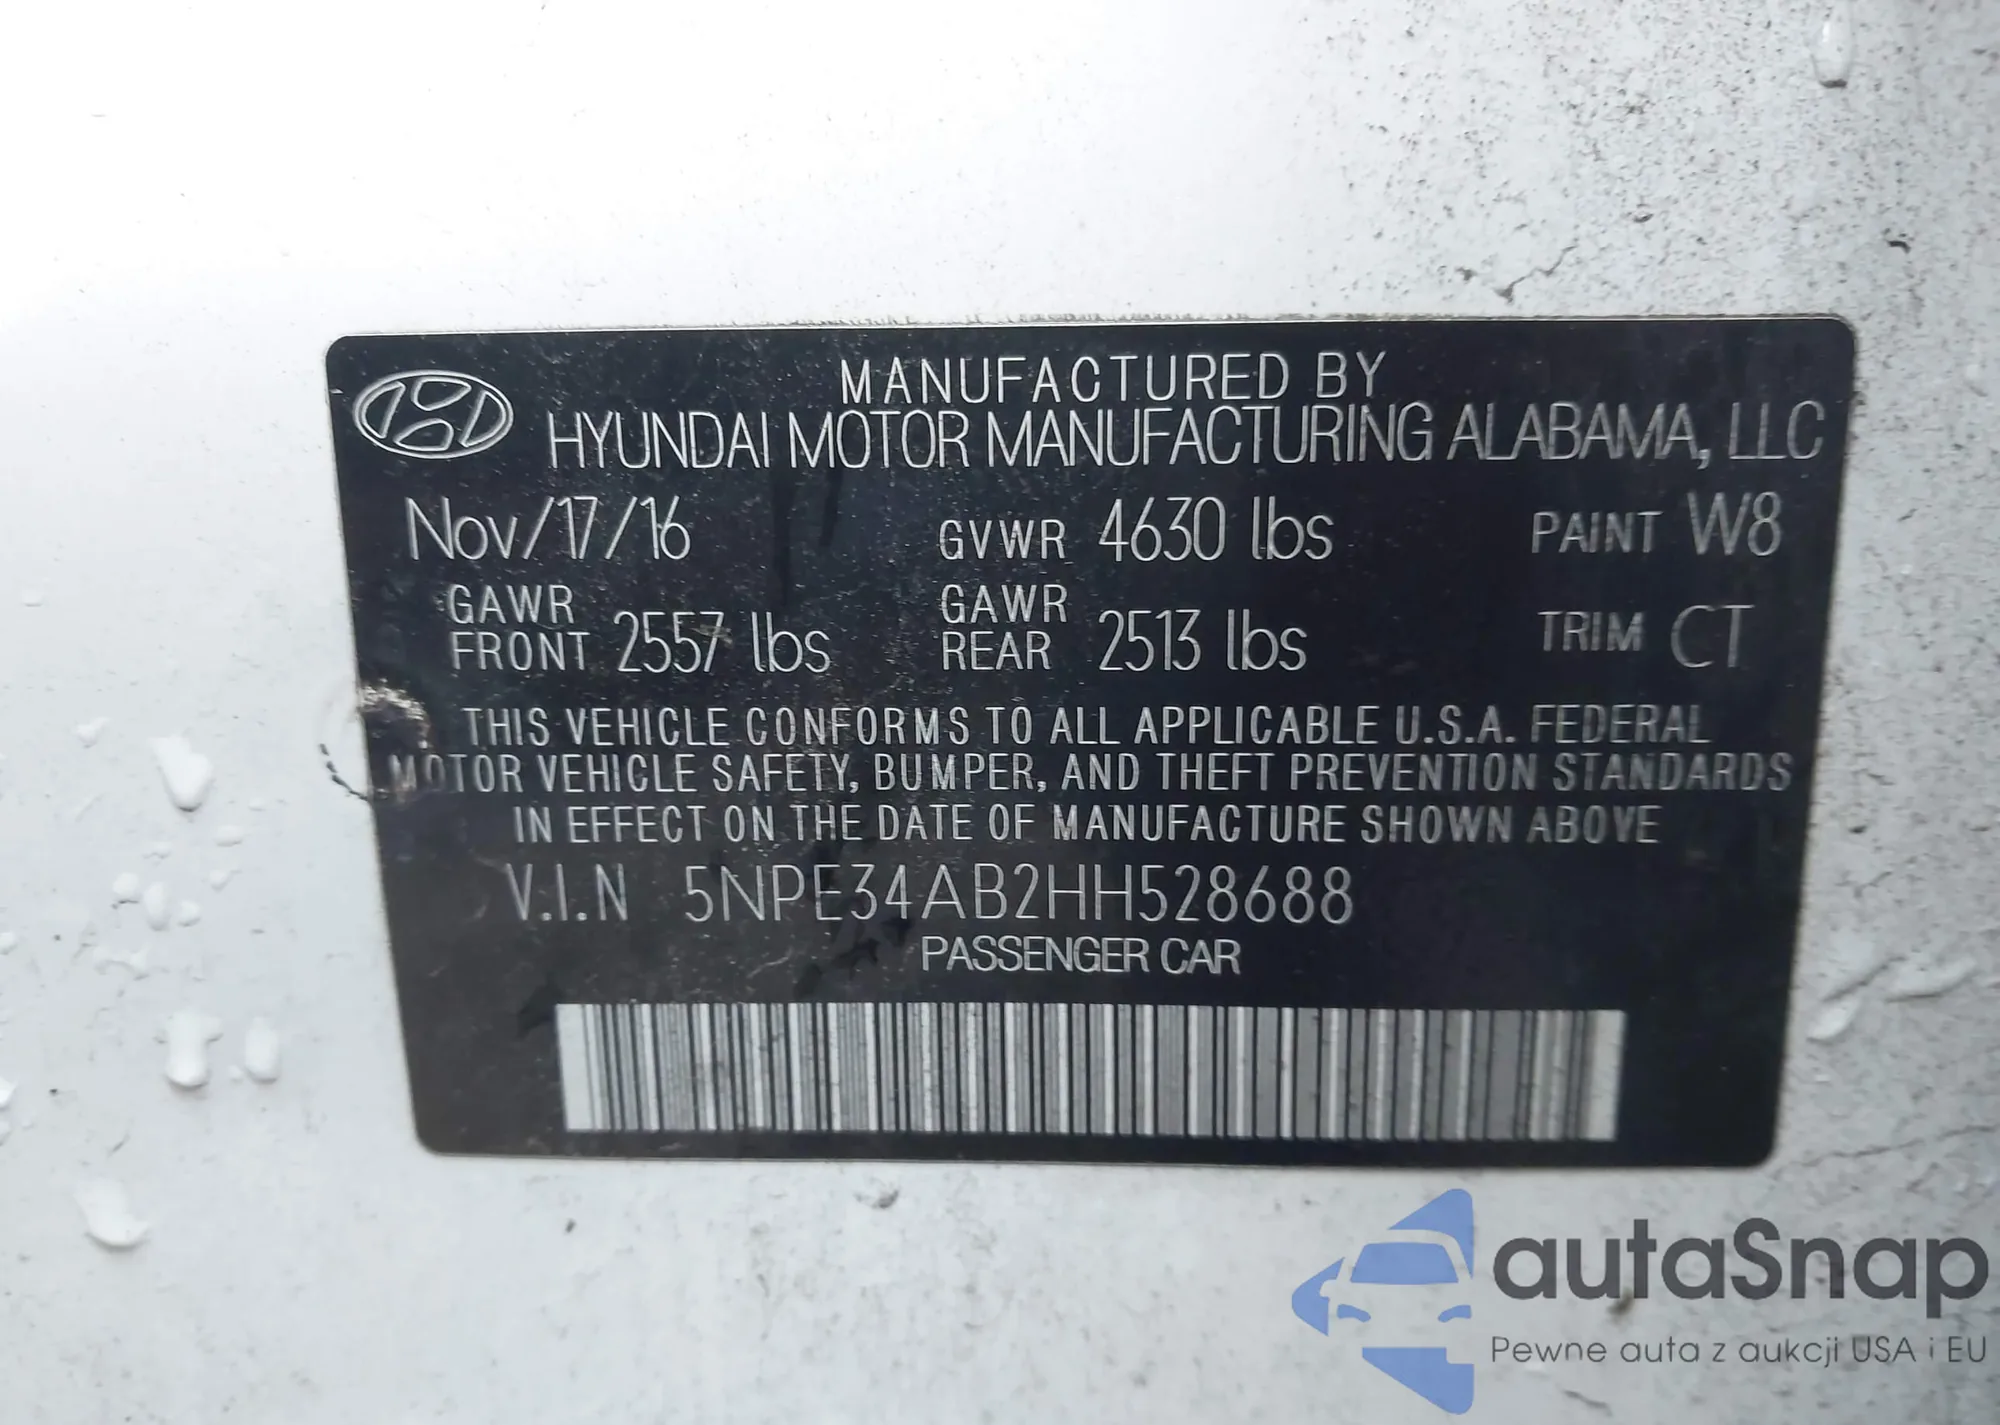 MANUFACTURED BY
HYUNDAI MOTOR MANUFACTURING ALABAMA, LLC
Nov/17/16 GVWR 4630 lbs PAINT W8
GAWR FRONT 2557 lbs GAWR REAR 2513 lbs TRIM CT
THIS VEHICLE CONFORMS TO ALL APPLICABLE U.S.A. FEDERAL
MOTOR VEHICLE SAFETY, BUMPER, AND THEFT PREVENTION STANDARDS
IN EFFECT ON THE DATE OF MANUFACTURE SHOWN ABOVE
V.I.N 5NPE34AB2HH528688
PASSENGER CAR
autaSnap
Pewne auta z aukcji USA i EU